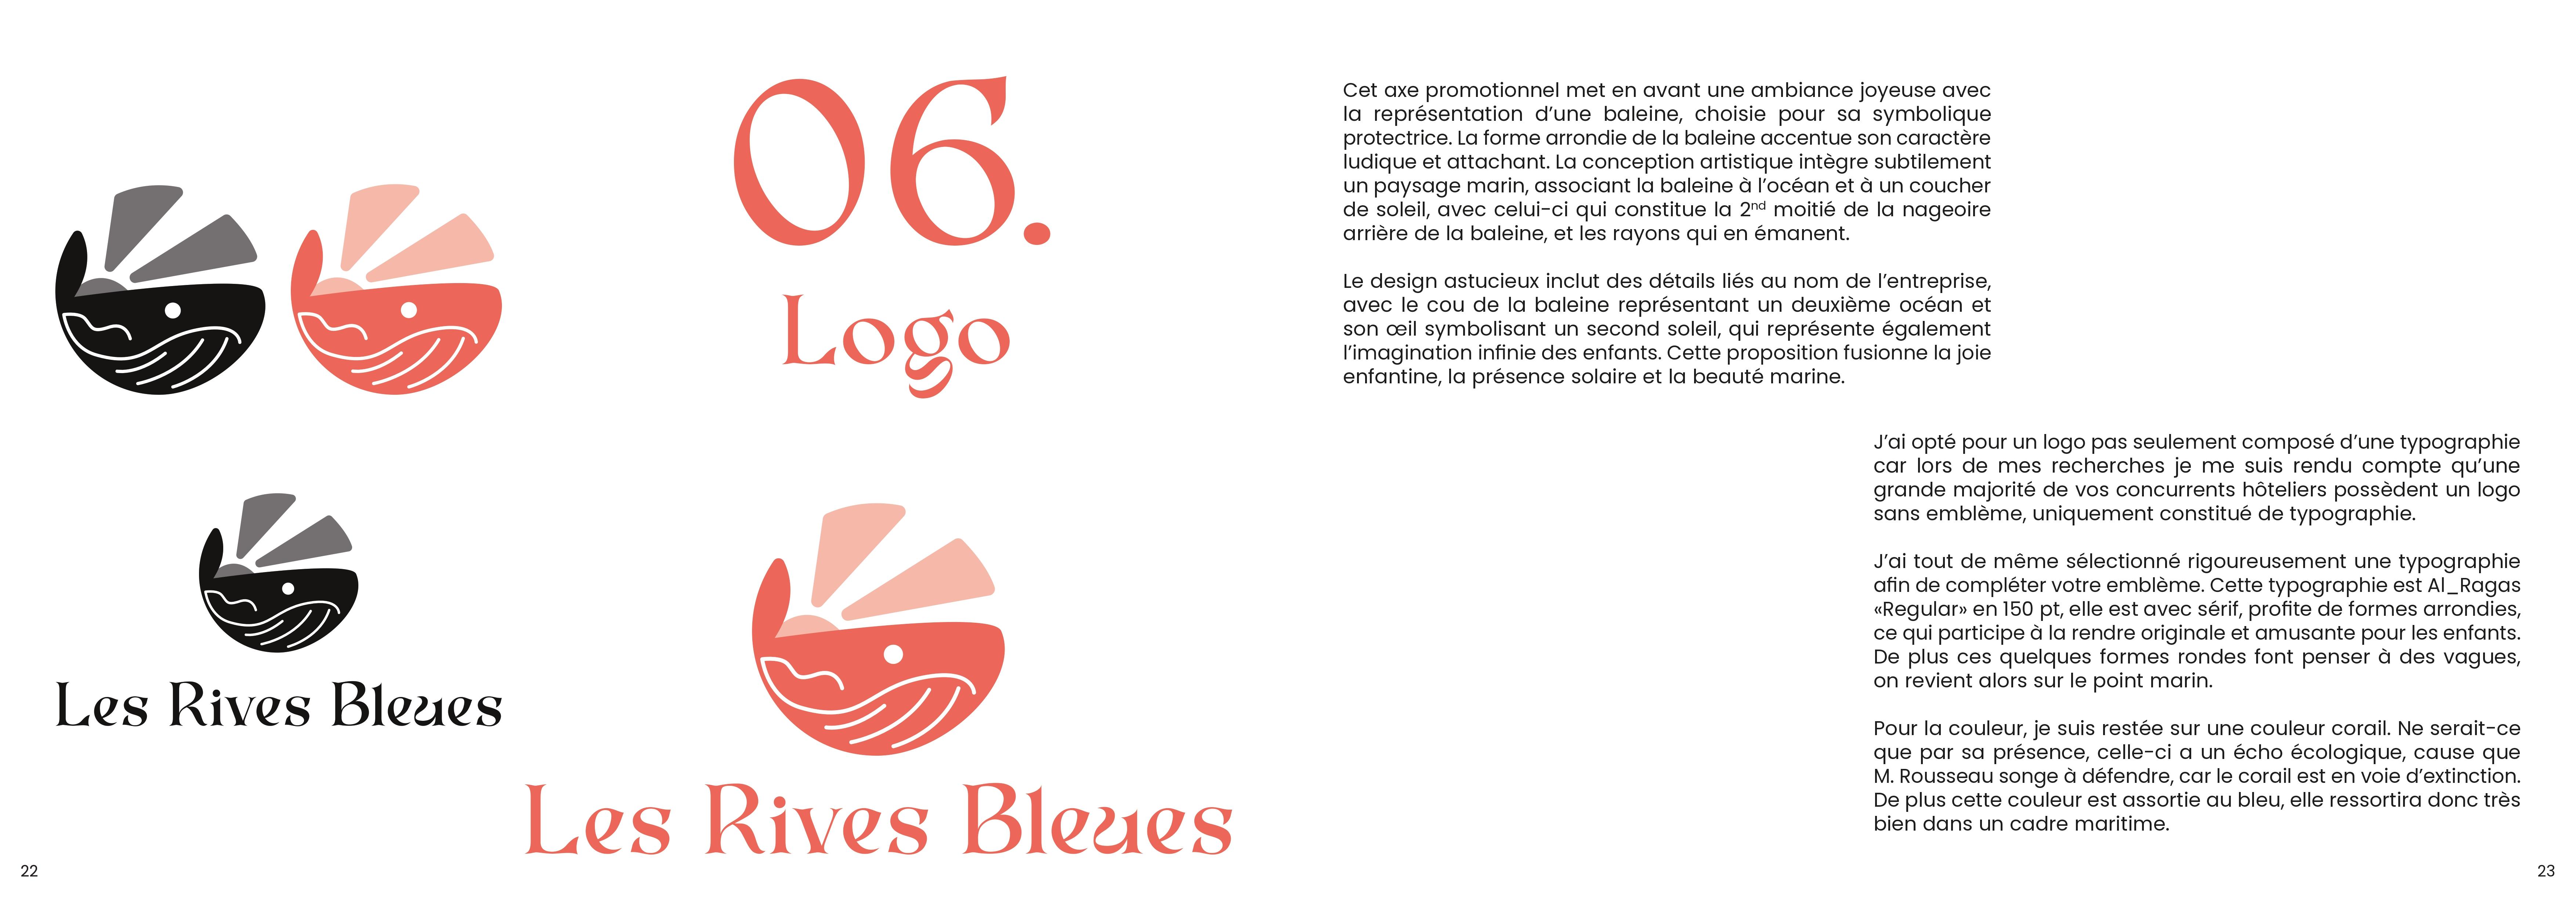 06.
Logo
Les Rives Bleues
Les Rives Bleues
22
Cet axe promotionnel met en avant une ambiance joyeuse avec
la représentation d’une baleine, choisie pour sa symbolique
protectrice. La forme arrondie de la baleine accentue son caractère
ludique et attachant. La conception artistique intègre subtilement
un paysage marin, associant la baleine à l’océan et à un coucher
de soleil, avec celui-ci qui constitue la 2nd moitié de la nageoire
arrière de la baleine, et les rayons qui en émanent.
Le design astucieux inclut des détails liés au nom de l’entreprise,
avec le cou de la baleine représentant un deuxième océan et
son œil symbolisant un second soleil, qui représente également
l’imagination infinie des enfants. Cette proposition fusionne la joie
enfantine, la présence solaire et la beauté marine.
J’ai opté pour un logo pas seulement composé d’une typographie
car lors de mes recherches je me suis rendu compte qu’une
grande majorité de vos concurrents hôteliers possèdent un logo
sans emblème, uniquement constitué de typographie.
J’ai tout de même sélectionné rigoureusement une typographie
afin de compléter votre emblème. Cette typographie est Al_Ragas
«Regular» en 150 pt, elle est avec sérif, profite de formes arrondies,
ce qui participe à la rendre originale et amusante pour les enfants.
De plus ces quelques formes rondes font penser à des vagues,
on revient alors sur le point marin.
Pour la couleur, je suis restée sur une couleur corail. Ne serait-ce
que par sa présence, celle-ci a un écho écologique, cause que
M. Rousseau songe à défendre, car le corail est en voie d’extinction.
De plus cette couleur est assortie au bleu, elle ressortira donc très
bien dans un cadre maritime.
23